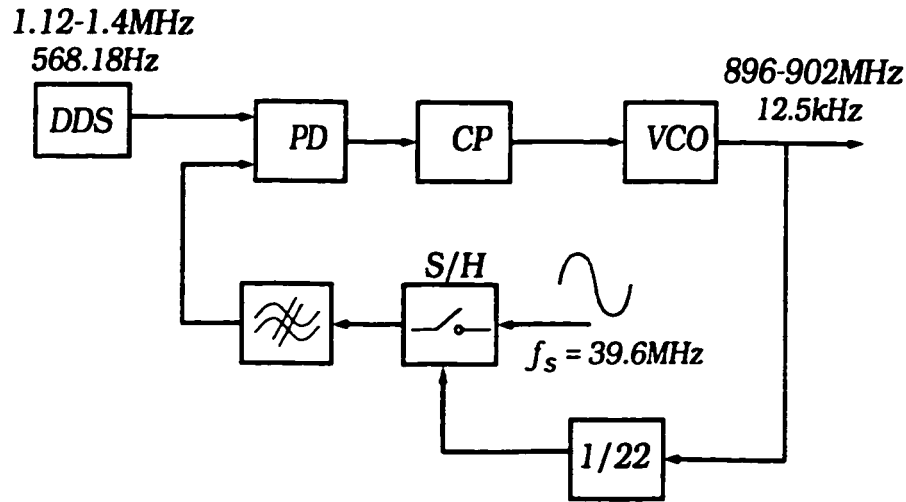 1.12-1.4MHz
568.18Hz
DDS
PD
CP
VCO
896-902MHz
12.5kHz
S/H
fs = 39.6MHz
1/22